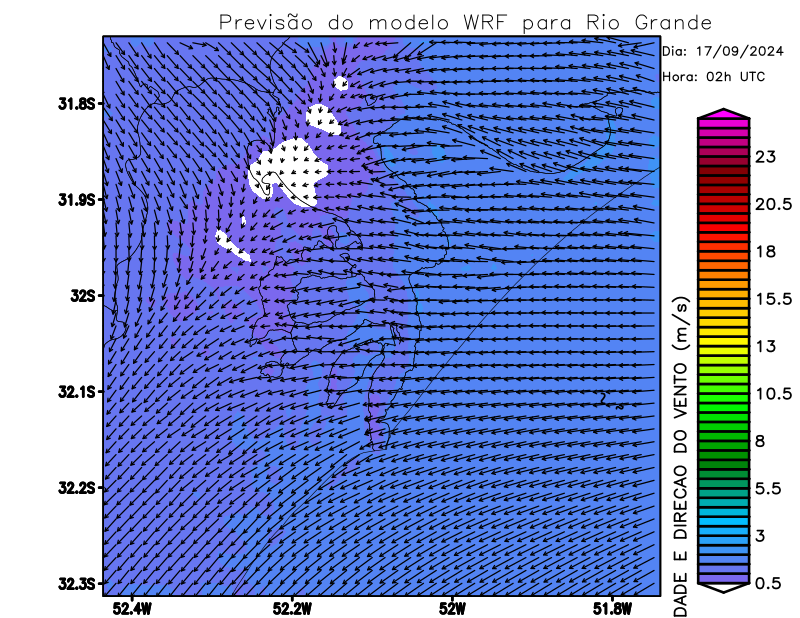 Previsão do modelo WRF para Rio Grande
Dia: 17/09/2024
Hora: 02h UTC
31.8S
31.9S
32S
32.1S
32.2S
32.3S
52.4W
52.2W
52W
51.8W
23
20.5
18
15.5
13
10.5
8
5.5
3
0.5
DADE E DIRECAO DO VENTO (m/s)